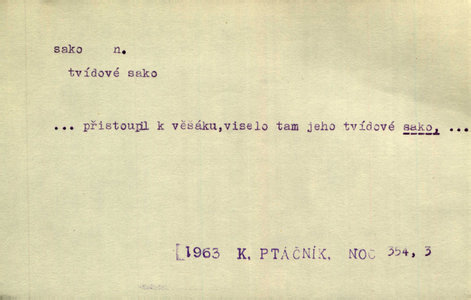 sako n.
tvídové sako
... přistoupil k věšáku,viselo tam jeho tvídové sako, ...
[1963 K. PTÁČNÍK, NOC 354, 3